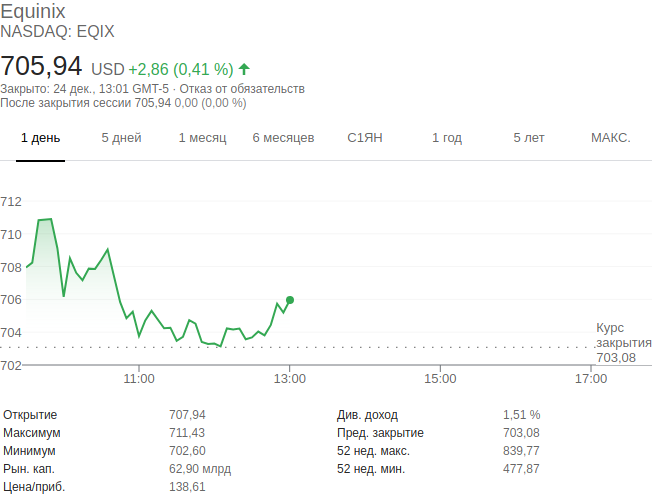 Equinix
NASDAQ: EQIX
705,94 USD +2,86 (0,41 %)
Закрыто: 24 дек., 13:01 GMT-5 · Отказ от обязательств
После закрытия сессии 705,94 0,00 (0,00 %)
1 день 5 дней 1 месяц 6 месяцев С1ЯН 1 год 5 лет МАКС.
712
710
708
706
704
702
Курс
закрытия
703,08
11:00 13:00 15:00 17:00
Открытие 707,94 Див. доход 1,51 %
Максимум 711,43 Пред. закрытие 703,08
Минимум 702,60 52 нед. макс. 839,77
Рын. кап. 62,90 млрд 52 нед. мин. 477,87
Цена/приб. 138,61